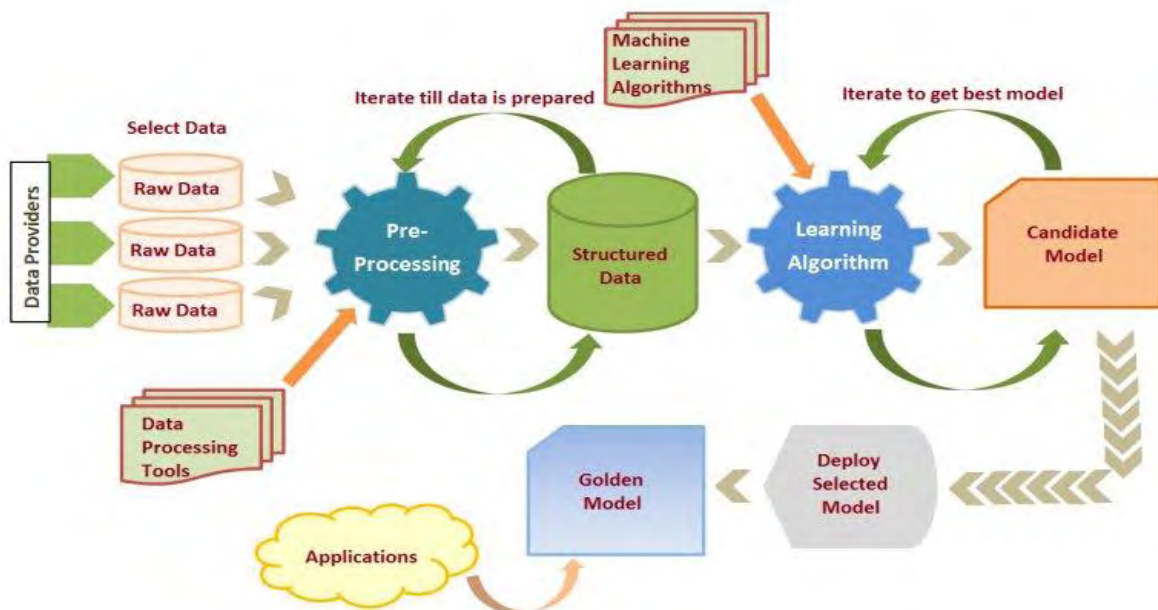 Machine
Learning
Algorithms
Iterate till data is prepared
Iterate to get best model
Select Data
Data Providers
Raw Data
Raw Data
Raw Data
Pre-
Processing
Structured
Data
Learning
Algorithm
Candidate
Model
Data
Processing
Tools
Golden
Model
Deploy
Selected
Model
Applications